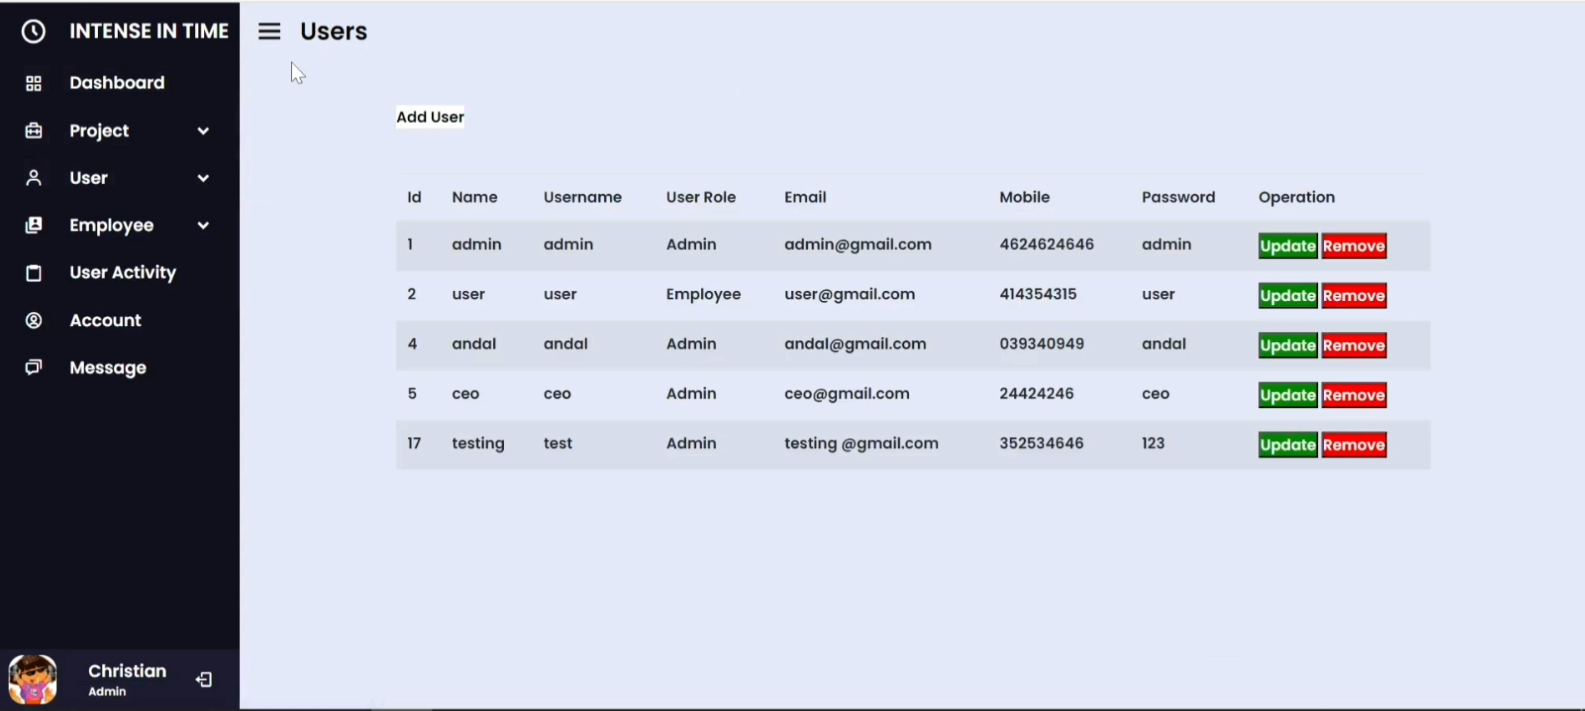 INTENSE IN TIME
Dashboard
Project
User
Employee
User Activity
Account
Message
Christian
Admin
Users
Add User
Id Name Username User Role Email Mobile Password Operation
1 admin admin Admin admin@gmail.com 4624624646 admin Update Remove
2 user user Employee user@gmail.com 414354315 user Update Remove
4 andal andal Admin andal@gmail.com 039340949 andal Update Remove
5 ceo ceo Admin ceo@gmail.com 24424246 ceo Update Remove
17 testing test Admin testing @gmail.com 352534646 123 Update Remove